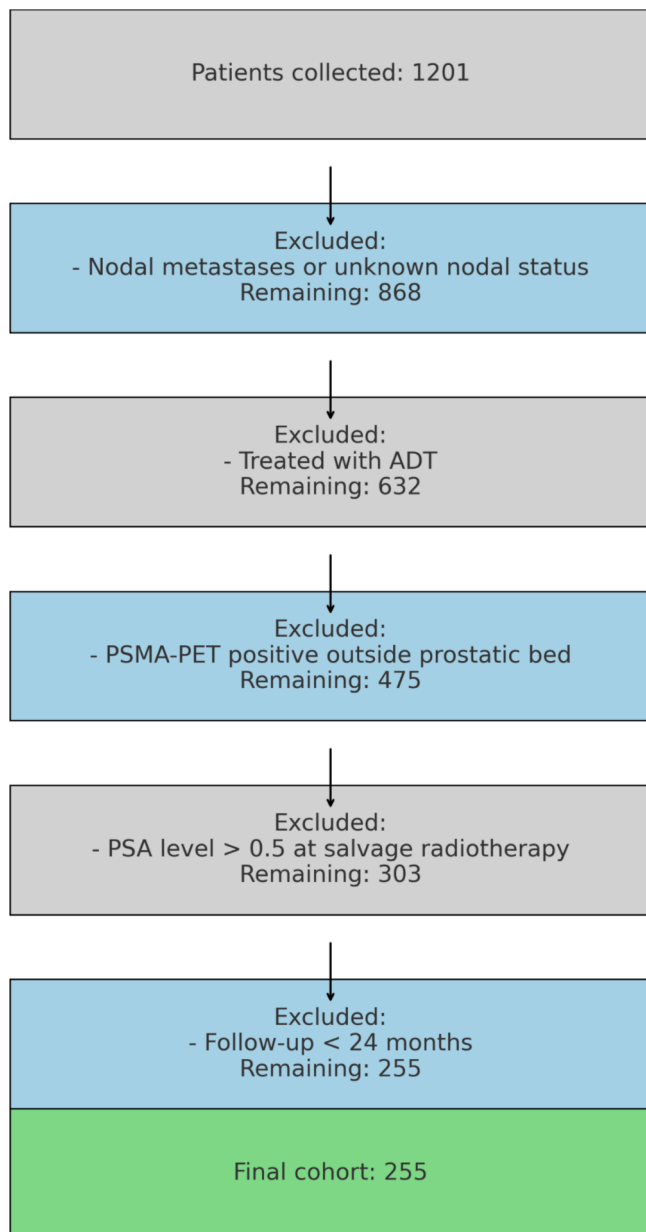 Patients collected: 1201
Excluded:
- Nodal metastases or unknown nodal status
Remaining: 868
Excluded:
- Treated with ADT
Remaining: 632
Excluded:
- PSMA-PET positive outside prostatic bed
Remaining: 475
Excluded:
- PSA level > 0.5 at salvage radiotherapy
Remaining: 303
Excluded:
- Follow-up < 24 months
Remaining: 255
Final cohort: 255